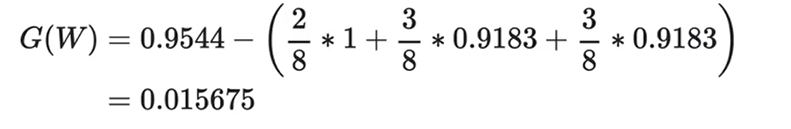 G(W) = 0.9544 − (2/8 * 1 + 3/8 * 0.9183 + 3/8 * 0.9183)
= 0.015675